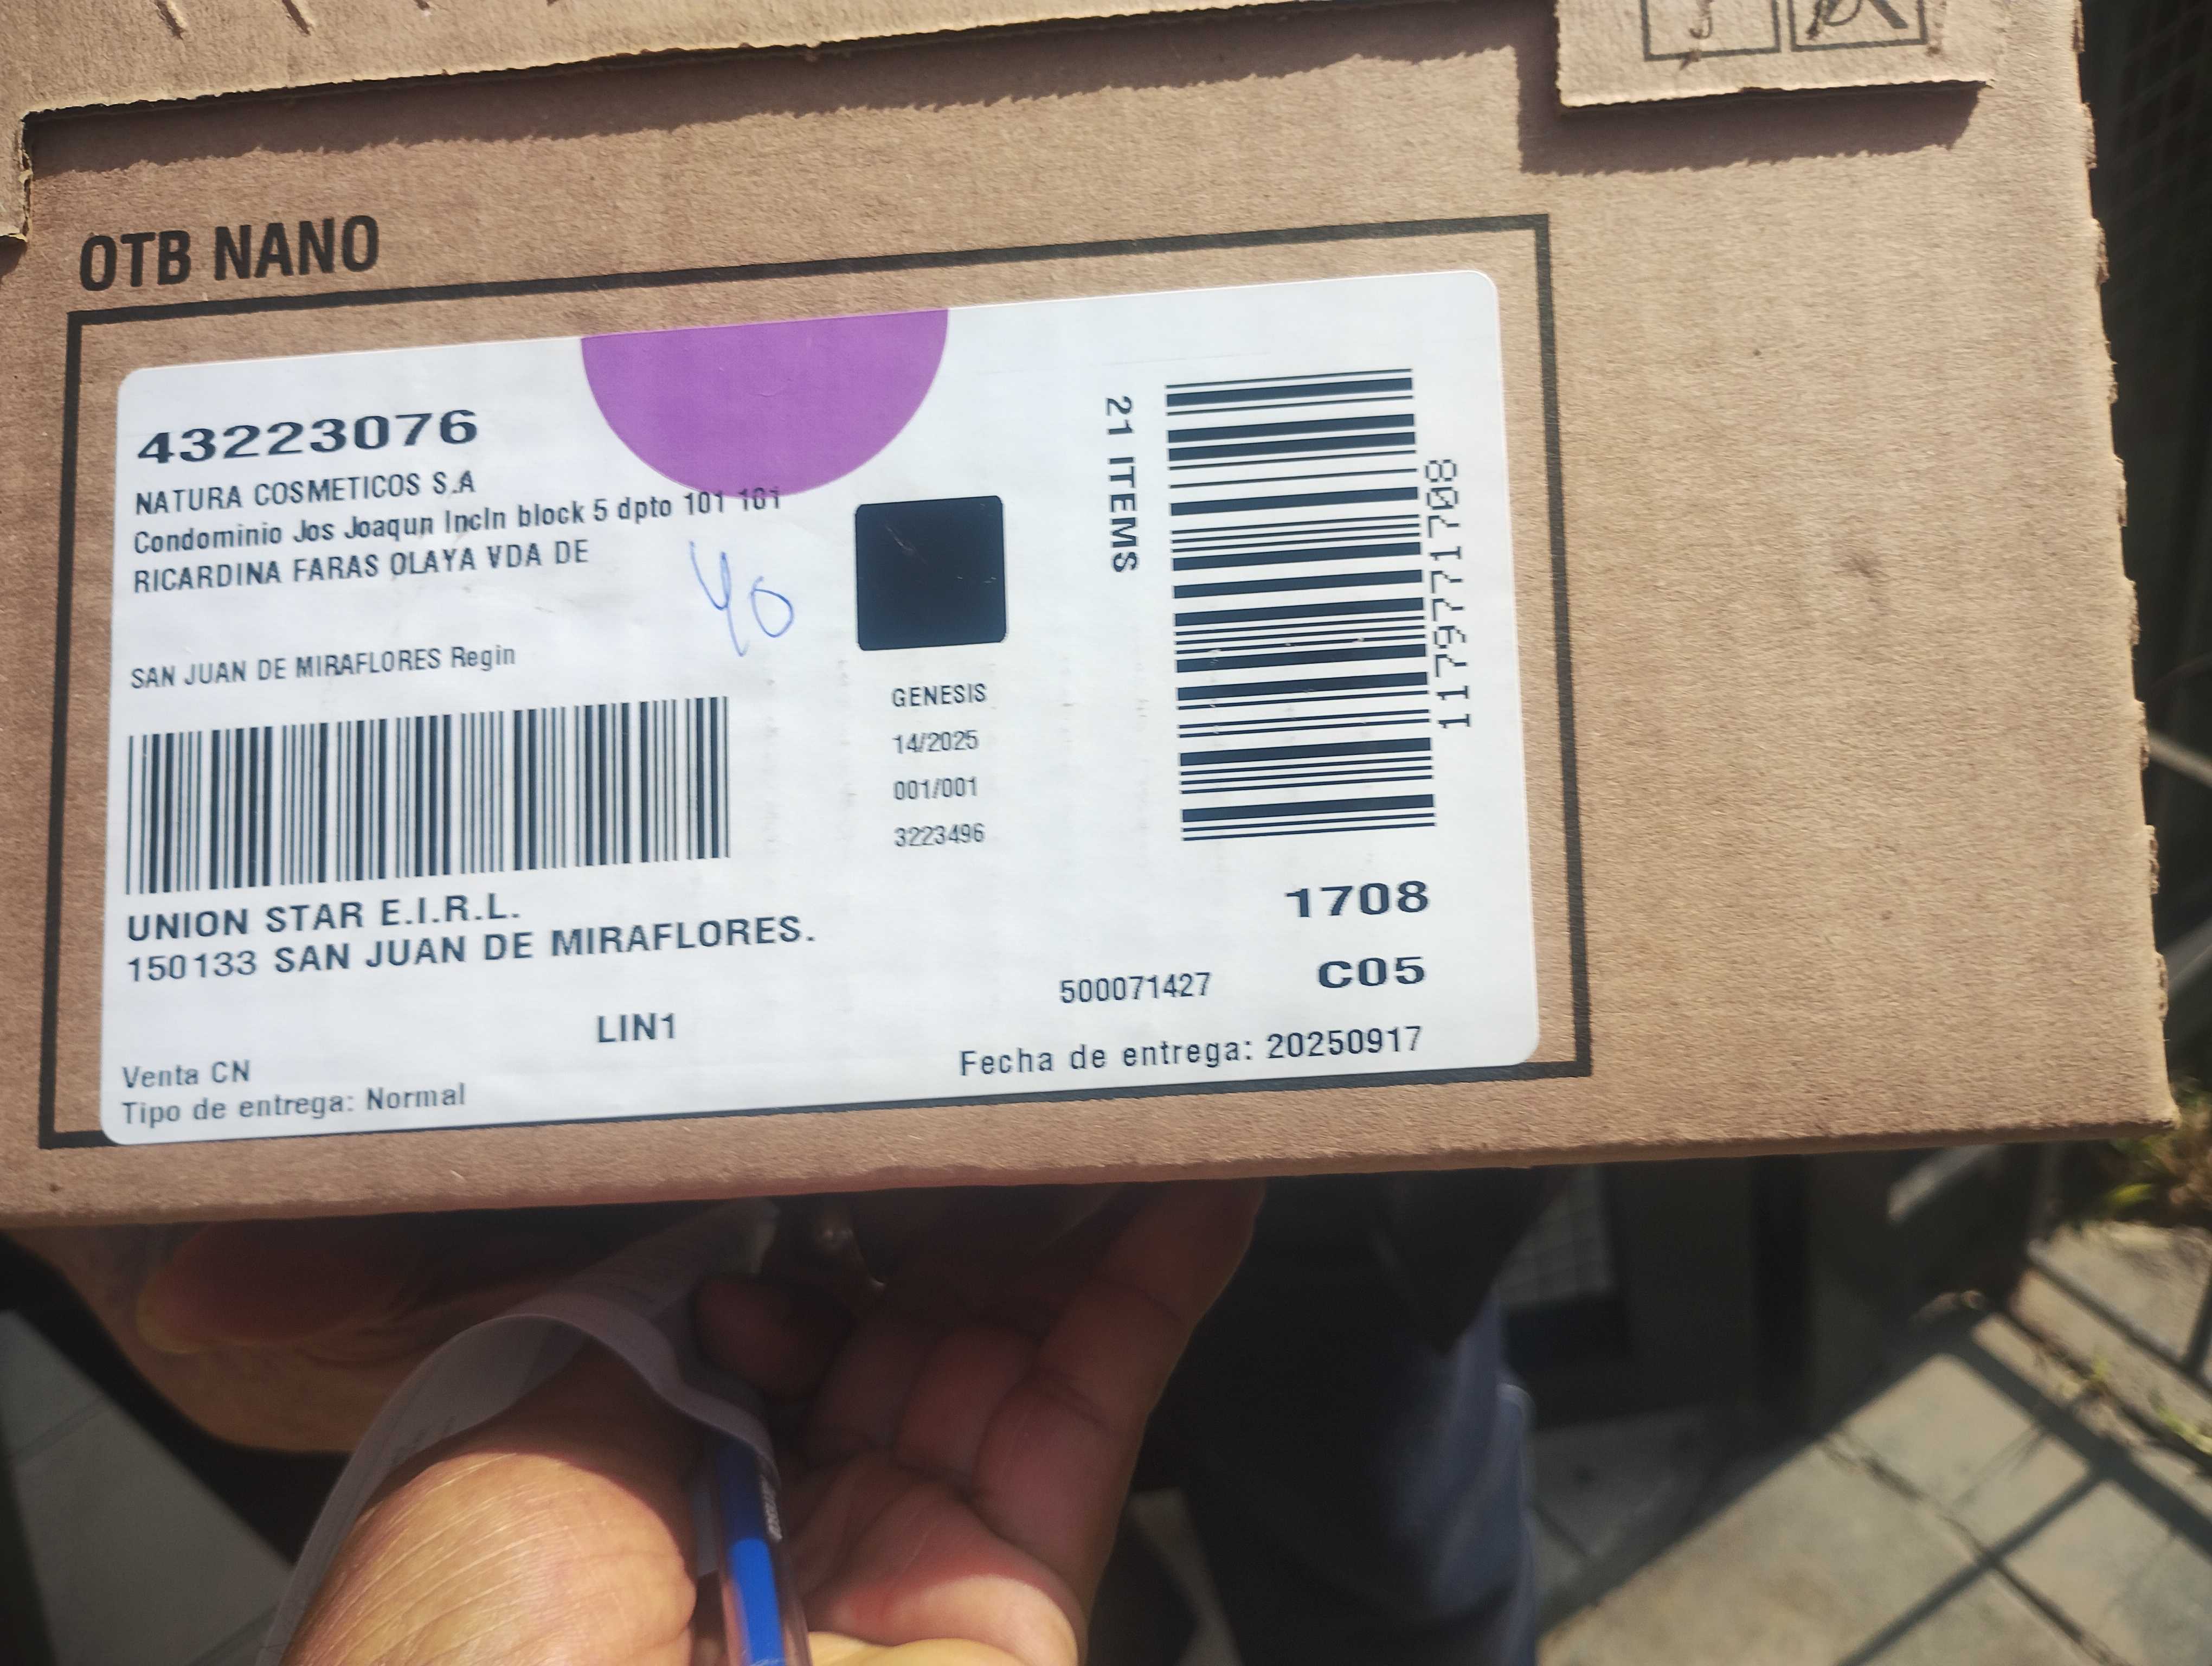 OTB NANO
43223076
NATURA COSMETICOS S.A
Condominio Jos Joaqun Incln block 5 dpto 101 101
RICARDINA FARAS OLAYA VDA DE
40
SAN JUAN DE MIRAFLORES Regin
GENESIS
14/2025
001/001
3223496
21 ITEMS
117976771708
UNION STAR E.I.R.L.
150133 SAN JUAN DE MIRAFLORES.
1708
500071427
C05
LIN1
Venta CN
Tipo de entrega: Normal
Fecha de entrega: 20250917